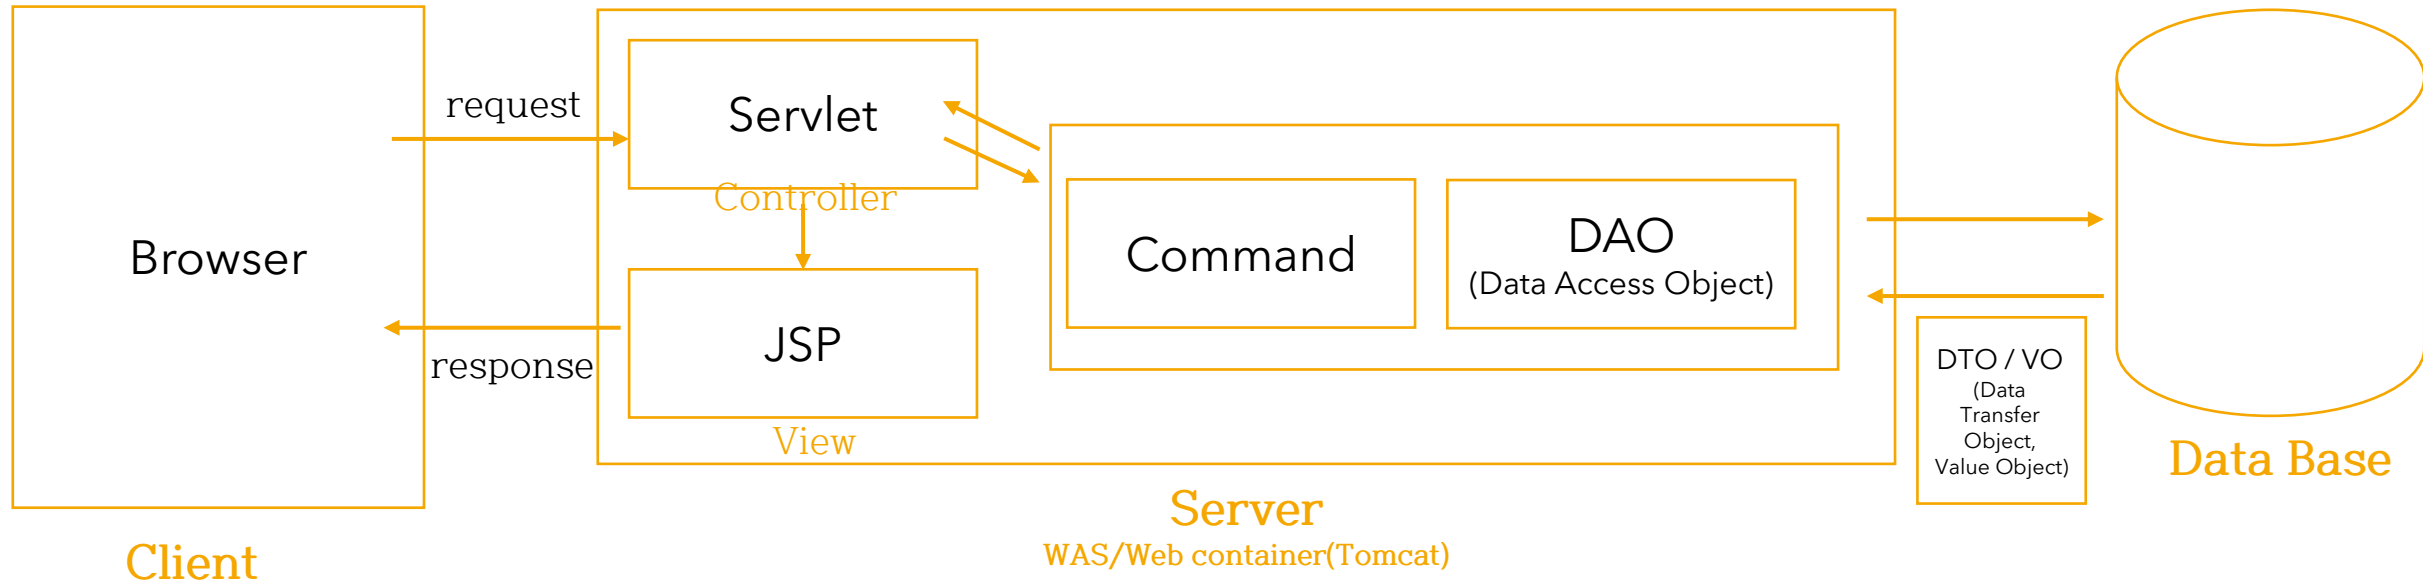 Browser
Client
request
response
Servlet
Controller
JSP
View
Command
DAO
(Data Access Object)
Server
WAS/Web container(Tomcat)
DTO / VO
(Data
Transfer
Object,
Value Object)
Data Base